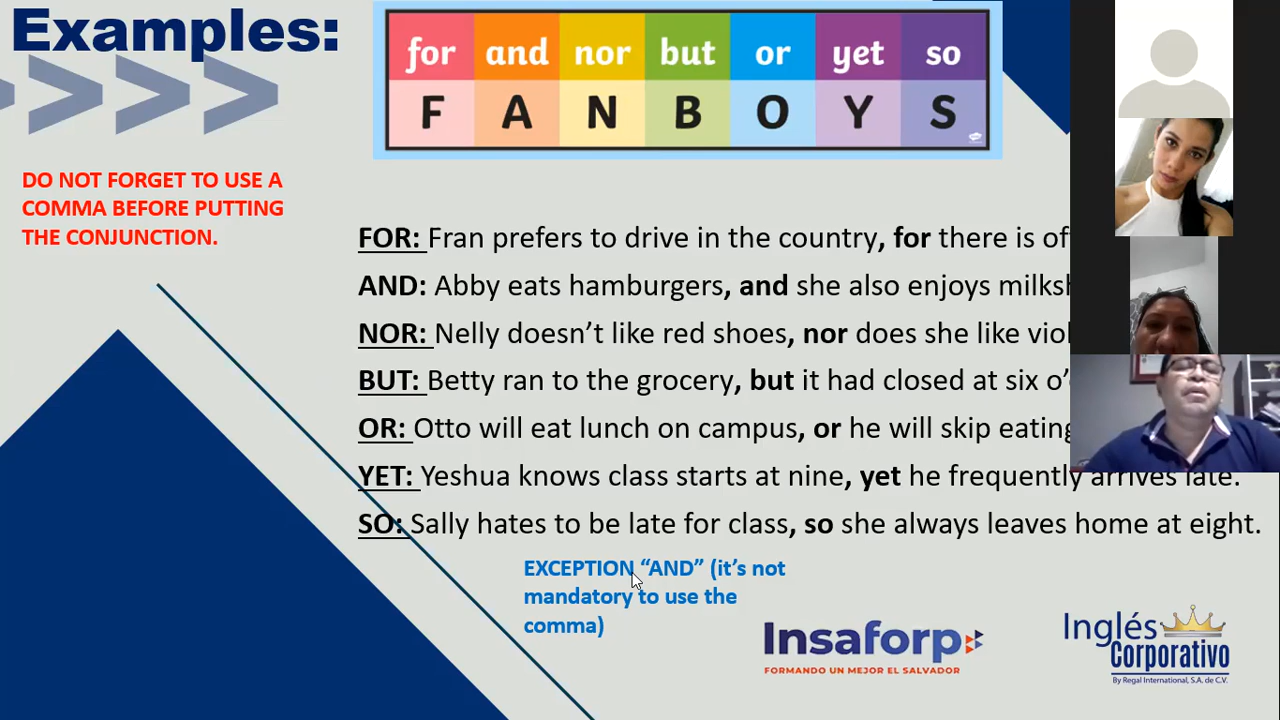 Examples:
for and nor but or yet so
F A N B O Y S
DO NOT FORGET TO USE A
COMMA BEFORE PUTTING
THE CONJUNCTION.
FOR: Fran prefers to drive in the country, for there is
AND: Abby eats hamburgers, and she also enjoys
NOR: Nelly doesn’t like red shoes, nor does she like
BUT: Betty ran to the grocery, but it had closed at six
OR: Otto will eat lunch on campus, or he will skip eating
YET: Yeshua knows class starts at nine, yet he frequently arrives late.
SO: Sally hates to be late for class, so she always leaves home at eight.
EXCEPTION “AND” (it’s not
mandatory to use the
comma)
Insaforp
FORMANDO UN MEJOR EL SALVADOR
Inglés
Corporativo
By Regal International, S.A. de C.V.